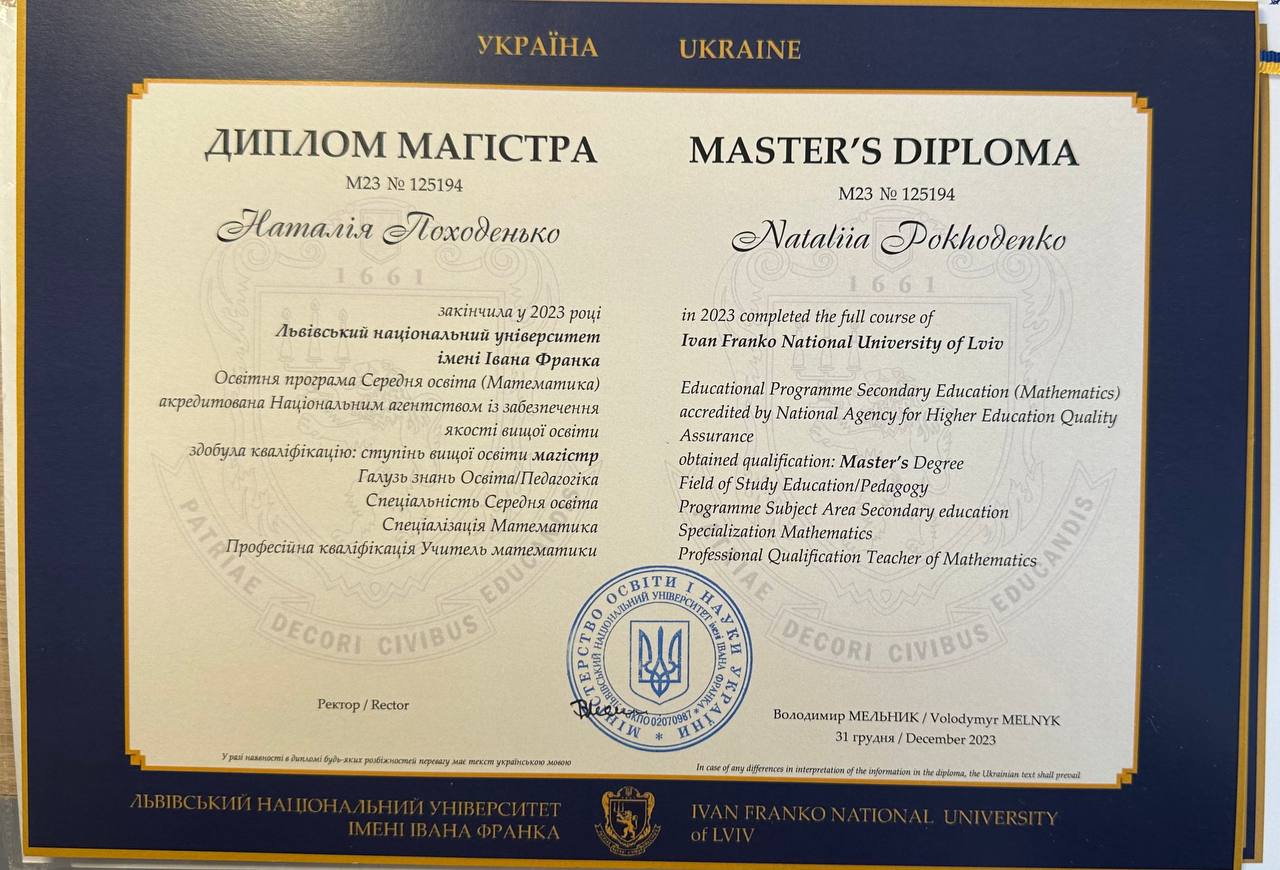 УКРАЇНА
UKRAINE
ДИПЛОМ МАГІСТРА
М23 № 125194
Наталія Походенько
1661
закінчила у 2023 році
Львівський національний університет
імені Івана Франка
Освітня програма Середня освіта (Математика)
акредитована Національним агентством із забезпечення
якості вищої освіти
здобула кваліфікацію: ступінь вищої освіти магістр
Галузь знань Освіта/Педагогіка
Спеціальність Середня освіта
Спеціалізація Математика
Професійна кваліфікація Учитель математики
PATRIAE DECORI CIVIBUS EDUCANDIS
MASTER'S DIPLOMA
М23 № 125194
Nataliia Pokhodenko
1661
in 2023 completed the full course of
Ivan Franko National University of Lviv
Educational Programme Secondary Education (Mathematics)
accredited by National Agency for Higher Education Quality
Assurance
obtained qualification: Master's Degree
Field of Study Education/Pedagogy
Programme Subject Area Secondary education
Specialization Mathematics
Professional Qualification Teacher of Mathematics
PATRIAE DECORI CIVIBUS EDUCANDIS
МІНІСТЕРСТВО ОСВІТИ І НАУКИ УКРАЇНИ
ЛЬВІВСЬКИЙ НАЦІОНАЛЬНИЙ УНІВЕРСИТЕТ імені ІВАНА ФРАНКА
02070987
Ректор / Rector
Володимир МЕЛЬНИК / Volodymyr MELNYK
31 грудня / December 2023
У разі наявності в дипломі будь-яких розбіжностей перевагу має текст українською мовою
In case of any differences in interpretation of the information in the diploma, the Ukrainian text shall prevail
ЛЬВІВСЬКИЙ НАЦІОНАЛЬНИЙ УНІВЕРСИТЕТ
ІМЕНІ ІВАНА ФРАНКА
IVAN FRANKO NATIONAL UNIVERSITY
of LVIV